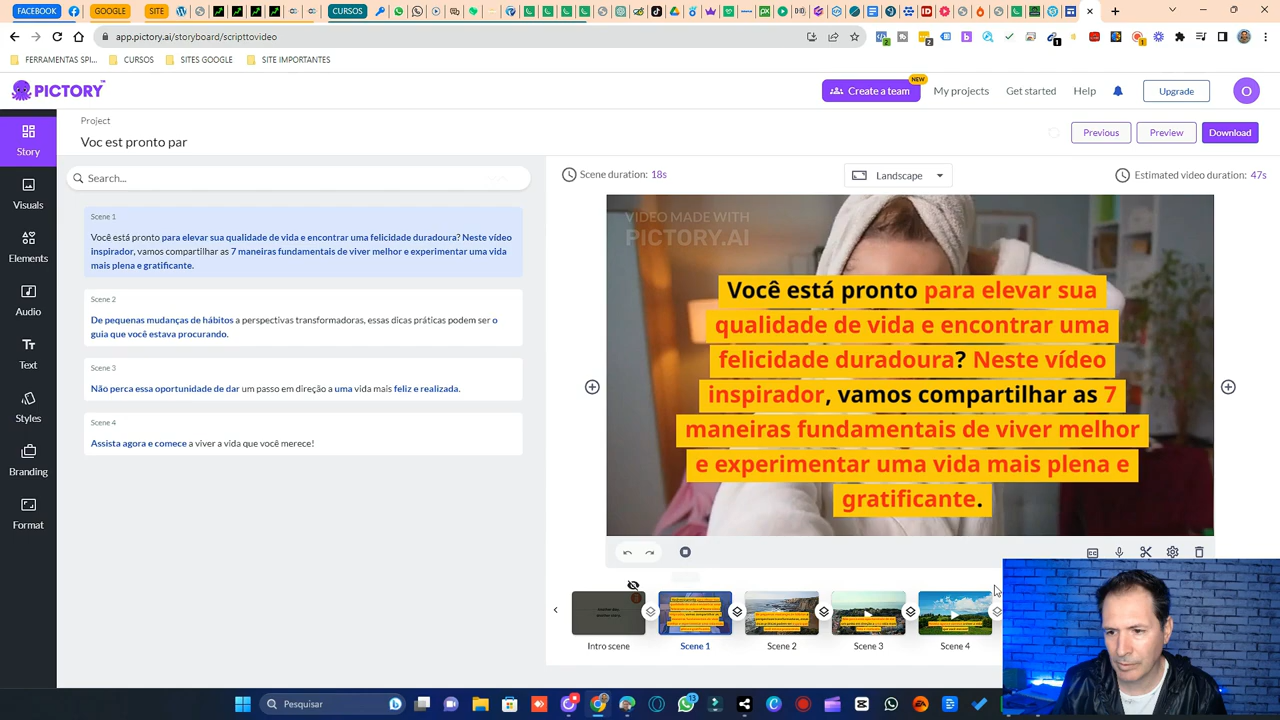 FACEBOOK
GOOGLE
SITE
CURSOS
app.pictory.ai/storyboard/scripttovideo
FERRAMENTAS SPI...
CURSOS
SITES GOOGLE
SITE IMPORTANTES
PICTORY™
Create a team
NEW
My projects
Get started
Help
Upgrade
O
Project
Voc est pronto par
Previous
Preview
Download
Story
Visuals
Elements
Audio
Text
Styles
Branding
Format
Search...
Scene 1
Você está pronto para elevar sua qualidade de vida e encontrar uma felicidade duradoura? Neste vídeo
inspirador, vamos compartilhar as 7 maneiras fundamentais de viver melhor e experimentar uma vida
mais plena e gratificante.
Scene 2
De pequenas mudanças de hábitos a perspectivas transformadoras, essas dicas práticas podem ser o
guia que você estava procurando.
Scene 3
Não perca essa oportunidade de dar um passo em direção a uma vida mais feliz e realizada.
Scene 4
Assista agora e comece a viver a vida que você merece!
Scene duration: 18s
Landscape
Estimated video duration: 47s
VIDEO MADE WITH
PICTORY.AI
Você está pronto para elevar sua
qualidade de vida e encontrar uma
felicidade duradoura? Neste vídeo
inspirador, vamos compartilhar as 7
maneiras fundamentais de viver melhor
e experimentar uma vida mais plena e
gratificante.
Intro scene
Scene 1
Scene 2
Scene 3
Scene 4
Pesquisar
13